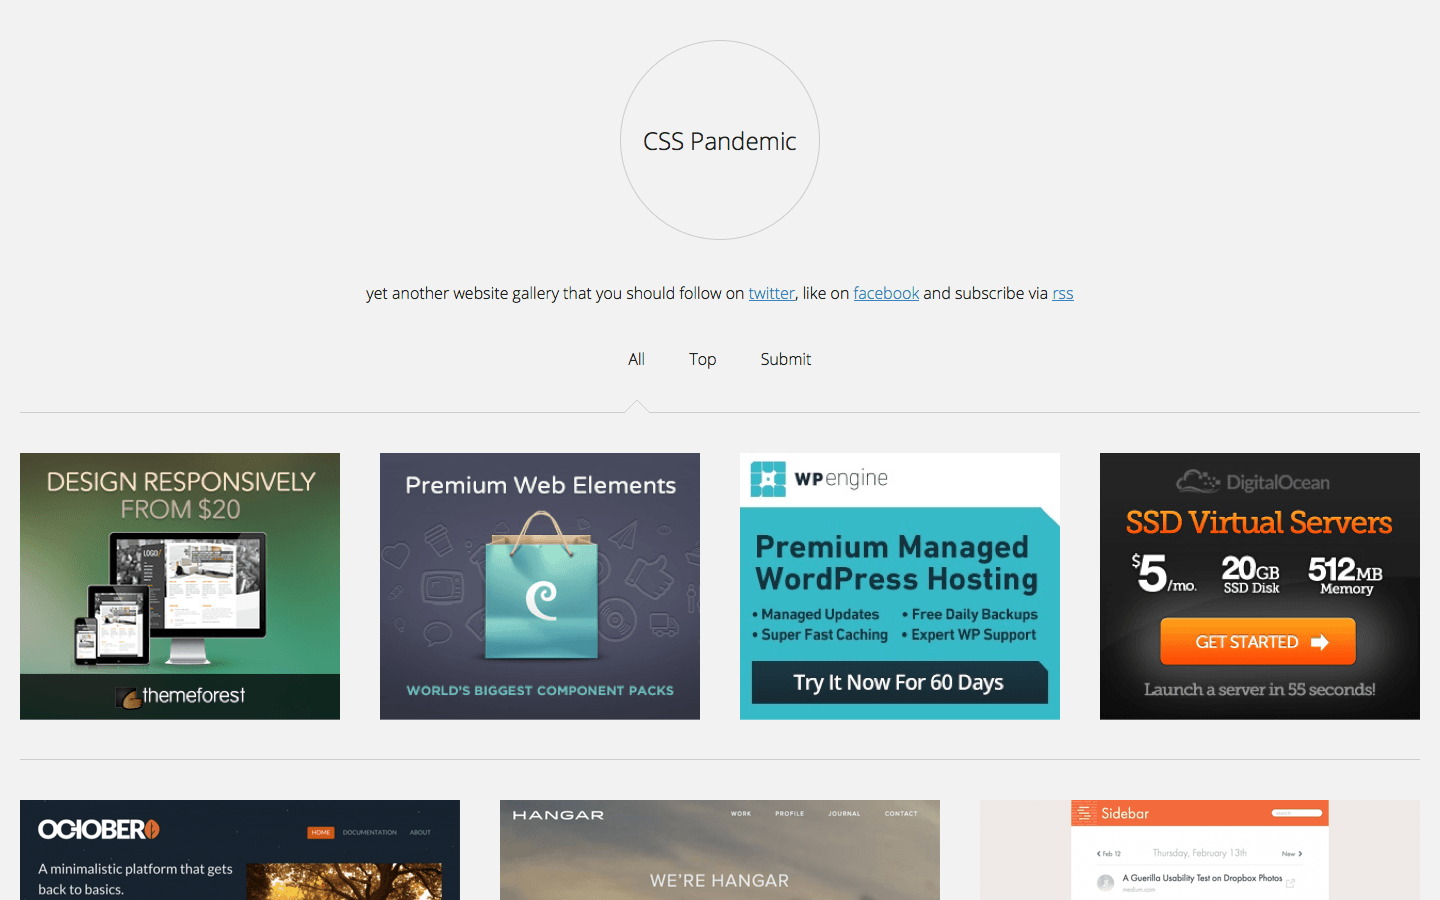 CSS Pandemic
yet another website gallery that you should follow on twitter, like on facebook and subscribe via rss
All Top Submit
DESIGN RESPONSIVELY
FROM $20
LOGO
themeforest
Premium Web Elements
WORLD'S BIGGEST COMPONENT PACKS
WPengine
Premium Managed
WordPress Hosting
• Managed Updates • Free Daily Backups
• Super Fast Caching • Expert WP Support
Try It Now For 60 Days
DigitalOcean
SSD Virtual Servers
$5/mo. 20GB SSD Disk 512MB Memory
GET STARTED
Launch a server in 55 seconds!
OCTOBER
HOME DOCUMENTATION ABOUT
A minimalistic platform that gets
back to basics.
HANGAR
WORK PROFILE JOURNAL CONTACT
WE'RE HANGAR
Sidebar
Feb 12 Thursday, February 13th New
A Guerilla Usability Test on Dropbox Photos
medium.com